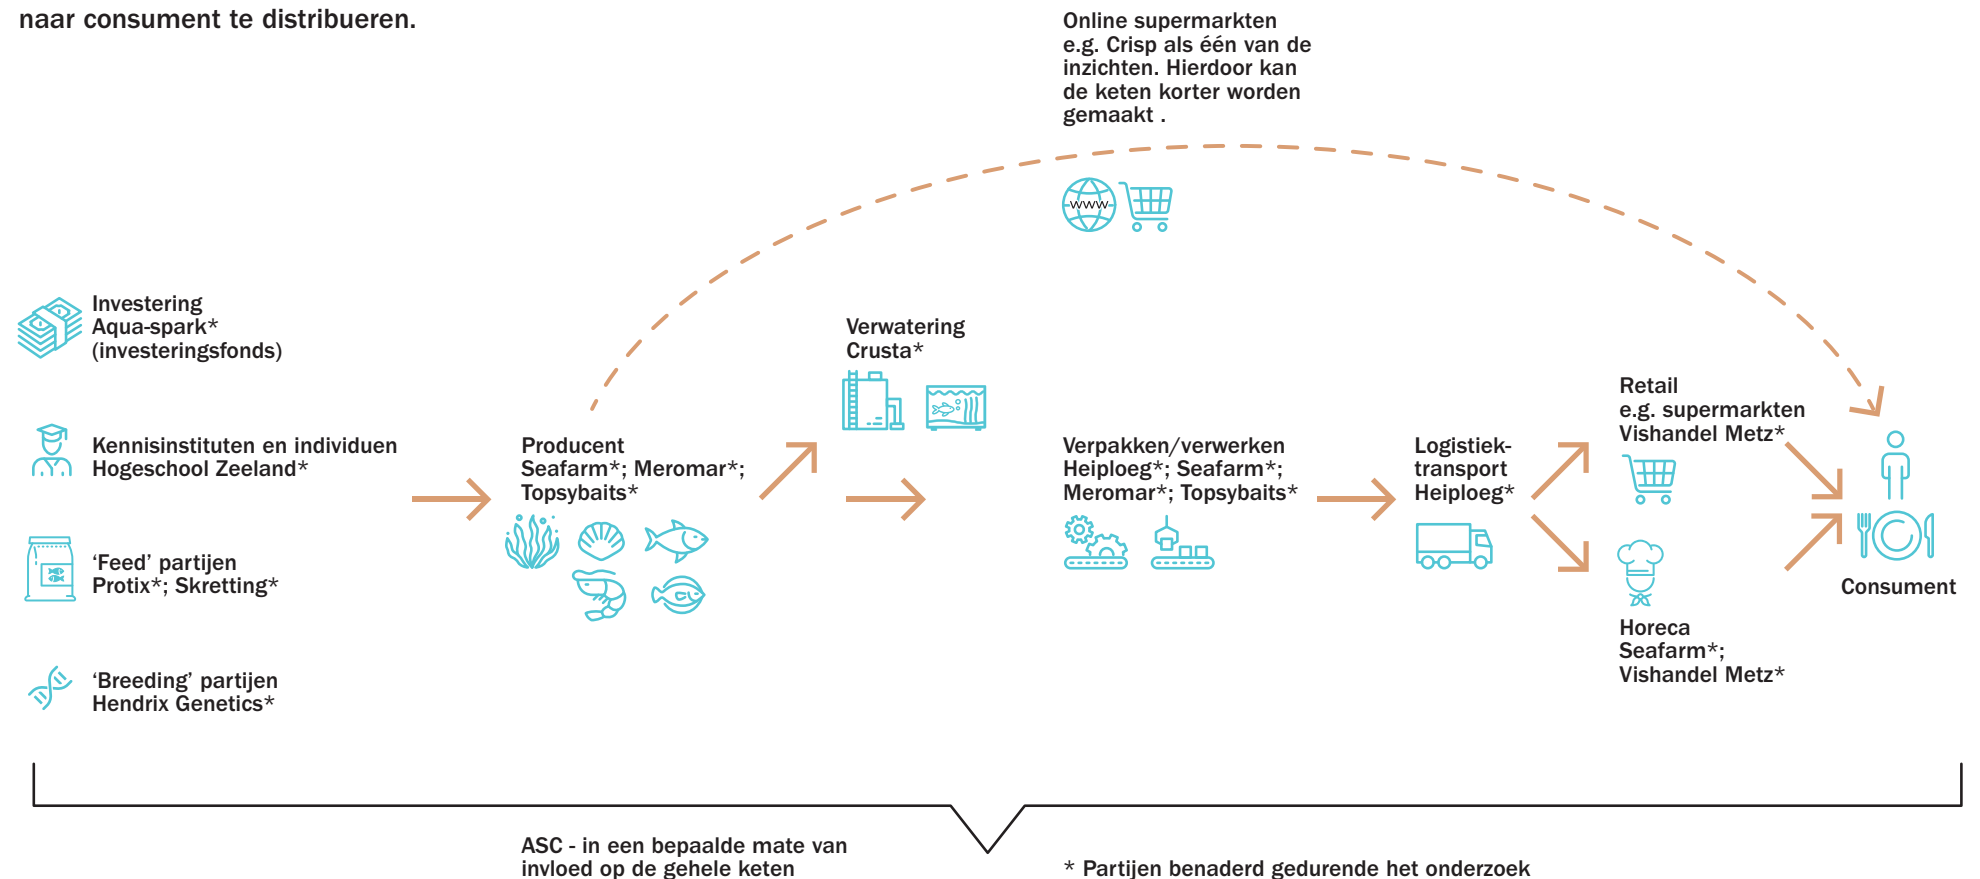 naar consument te distribueren.
Online supermarkten
e.g. Crisp als één van de
inzichten. Hierdoor kan
de keten korter worden
gemaakt .
www
Investering
Aqua-spark*
(investeringsfonds)
Kennisinstituten en individuen
Hogeschool Zeeland*
‘Feed’ partijen
Protix*; Skretting*
‘Breeding’ partijen
Hendrix Genetics*
Producent
Seafarm*; Meromar*;
Topsybaits*
Verwatering
Crusta*
Verpakken/verwerken
Heiploeg*; Seafarm*;
Meromar*; Topsybaits*
Logistiek-
transport
Heiploeg*
Retail
e.g. supermarkten
Vishandel Metz*
Horeca
Seafarm*;
Vishandel Metz*
Consument
ASC - in een bepaalde mate van
invloed op de gehele keten
* Partijen benaderd gedurende het onderzoek